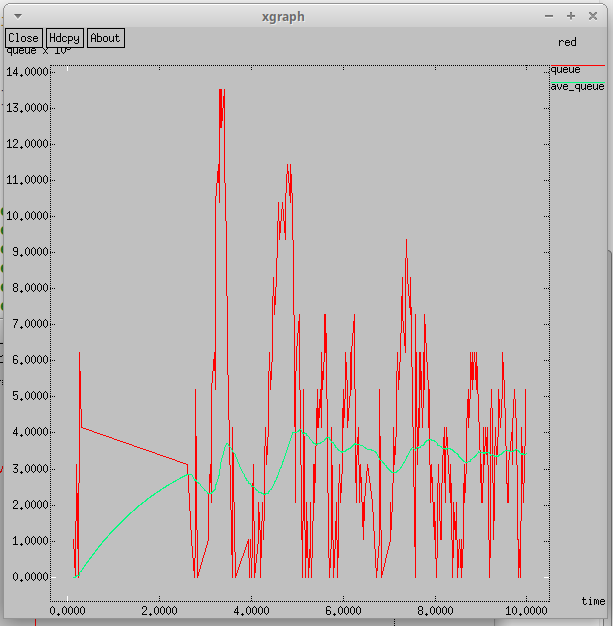 xgraph
Close Hdcpy About
queue x 10
red
queue
ave_queue
14.0000
13.0000
12.0000
11.0000
10.0000
9.0000
8.0000
7.0000
6.0000
5.0000
4.0000
3.0000
2.0000
1.0000
0.0000
time
0.0000 2.0000 4.0000 6.0000 8.0000 10.0000